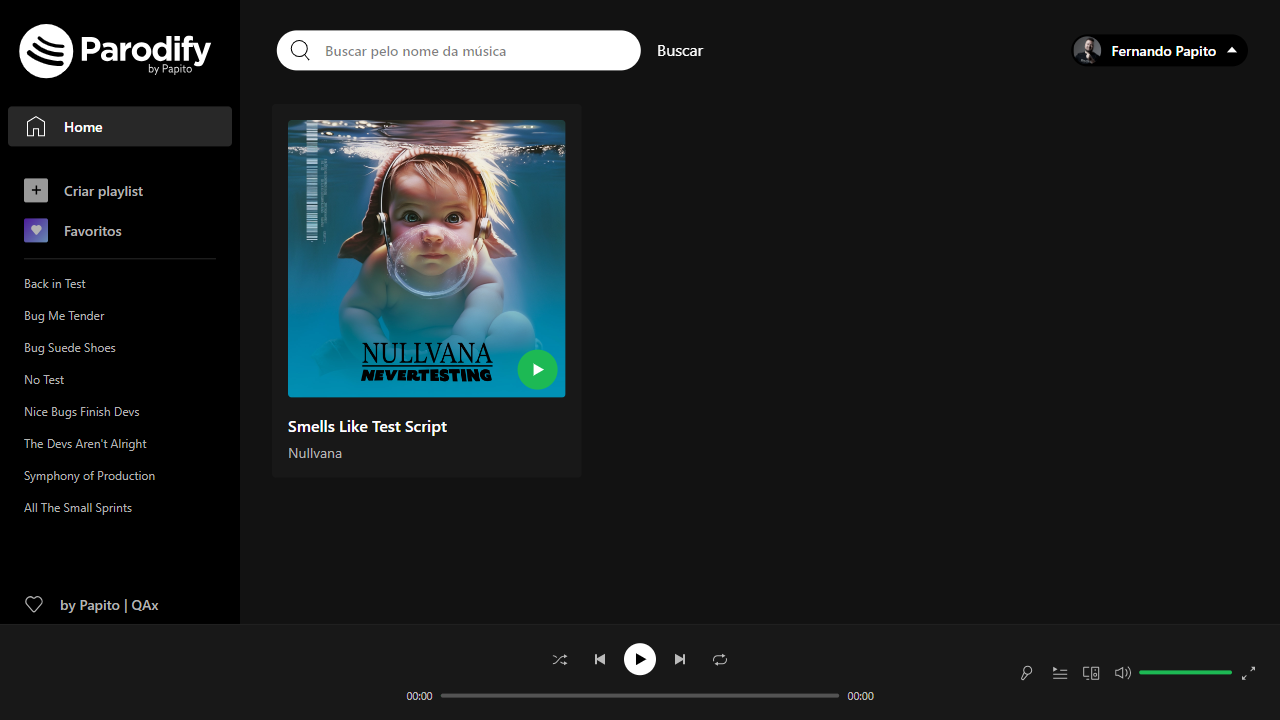 Parodify
by Papito
Home
Criar playlist
Favoritos
Back in Test
Bug Me Tender
Bug Suede Shoes
No Test
Nice Bugs Finish Devs
The Devs Aren't Alright
Symphony of Production
All The Small Sprints
by Papito | QAx
Buscar pelo nome da música
Buscar
Fernando Papito
NULLVANA
NEVERTESTING
Smells Like Test Script
Nullvana
00:00
00:00